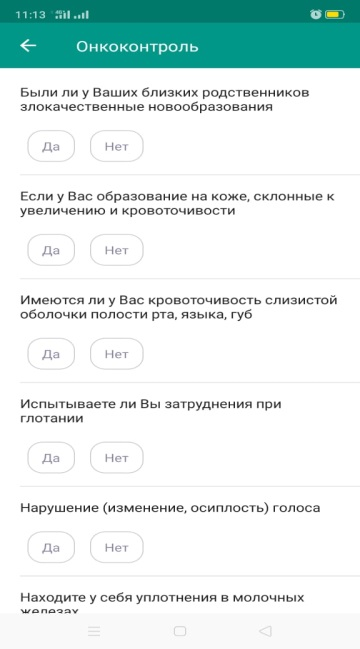 11:13
Онкоконтроль
Были ли у Ваших близких родственников
злокачественные новообразования
Да Нет
Если у Вас образование на коже, склонные к
увеличению и кровоточивости
Да Нет
Имеются ли у Вас кровоточивость слизистой
оболочки полости рта, языка, губ
Да Нет
Испытываете ли Вы затруднения при
глотании
Да Нет
Нарушение (изменение, осиплость) голоса
Да Нет
Находите у себя уплотнения в молочных
железах